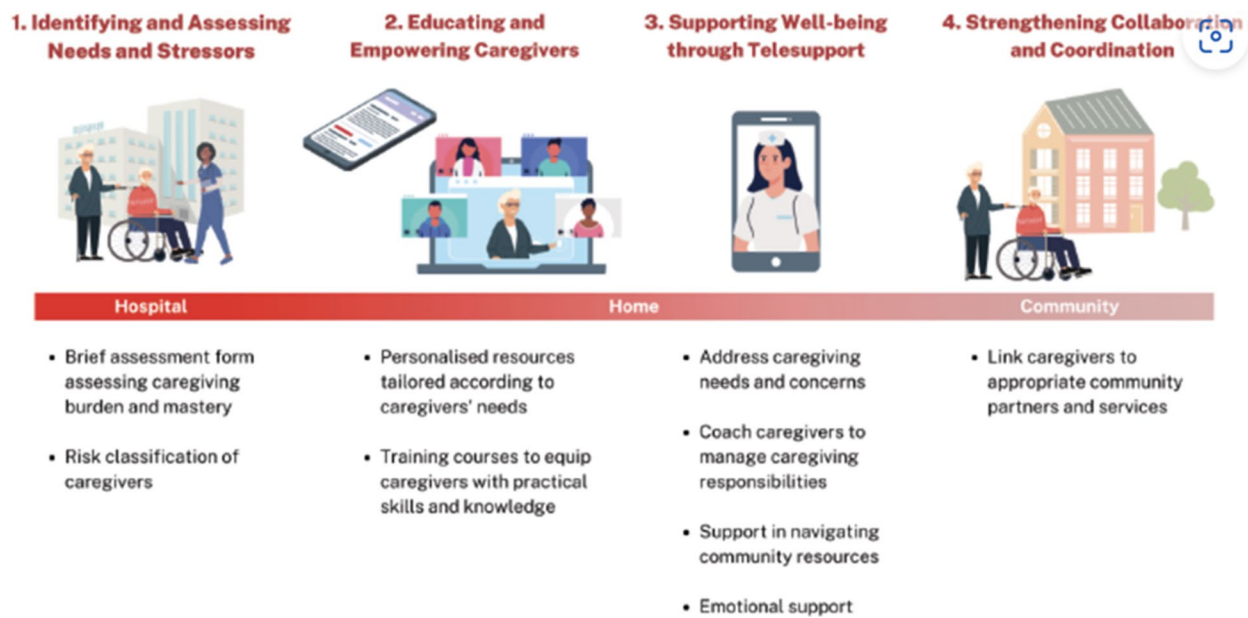 1. Identifying and Assessing
Needs and Stressors
2. Educating and
Empowering Caregivers
3. Supporting Well-being
through Telesupport
4. Strengthening Collaboration
and Coordination
Hospital
Home
Community
• Brief assessment form
assessing caregiving
burden and mastery
• Risk classification of
caregivers
• Personalised resources
tailored according to
caregivers' needs
• Training courses to equip
caregivers with practical
skills and knowledge
• Address caregiving
needs and concerns
• Coach caregivers to
manage caregiving
responsibilities
• Support in navigating
community resources
• Emotional support
• Link caregivers to
appropriate community
partners and services